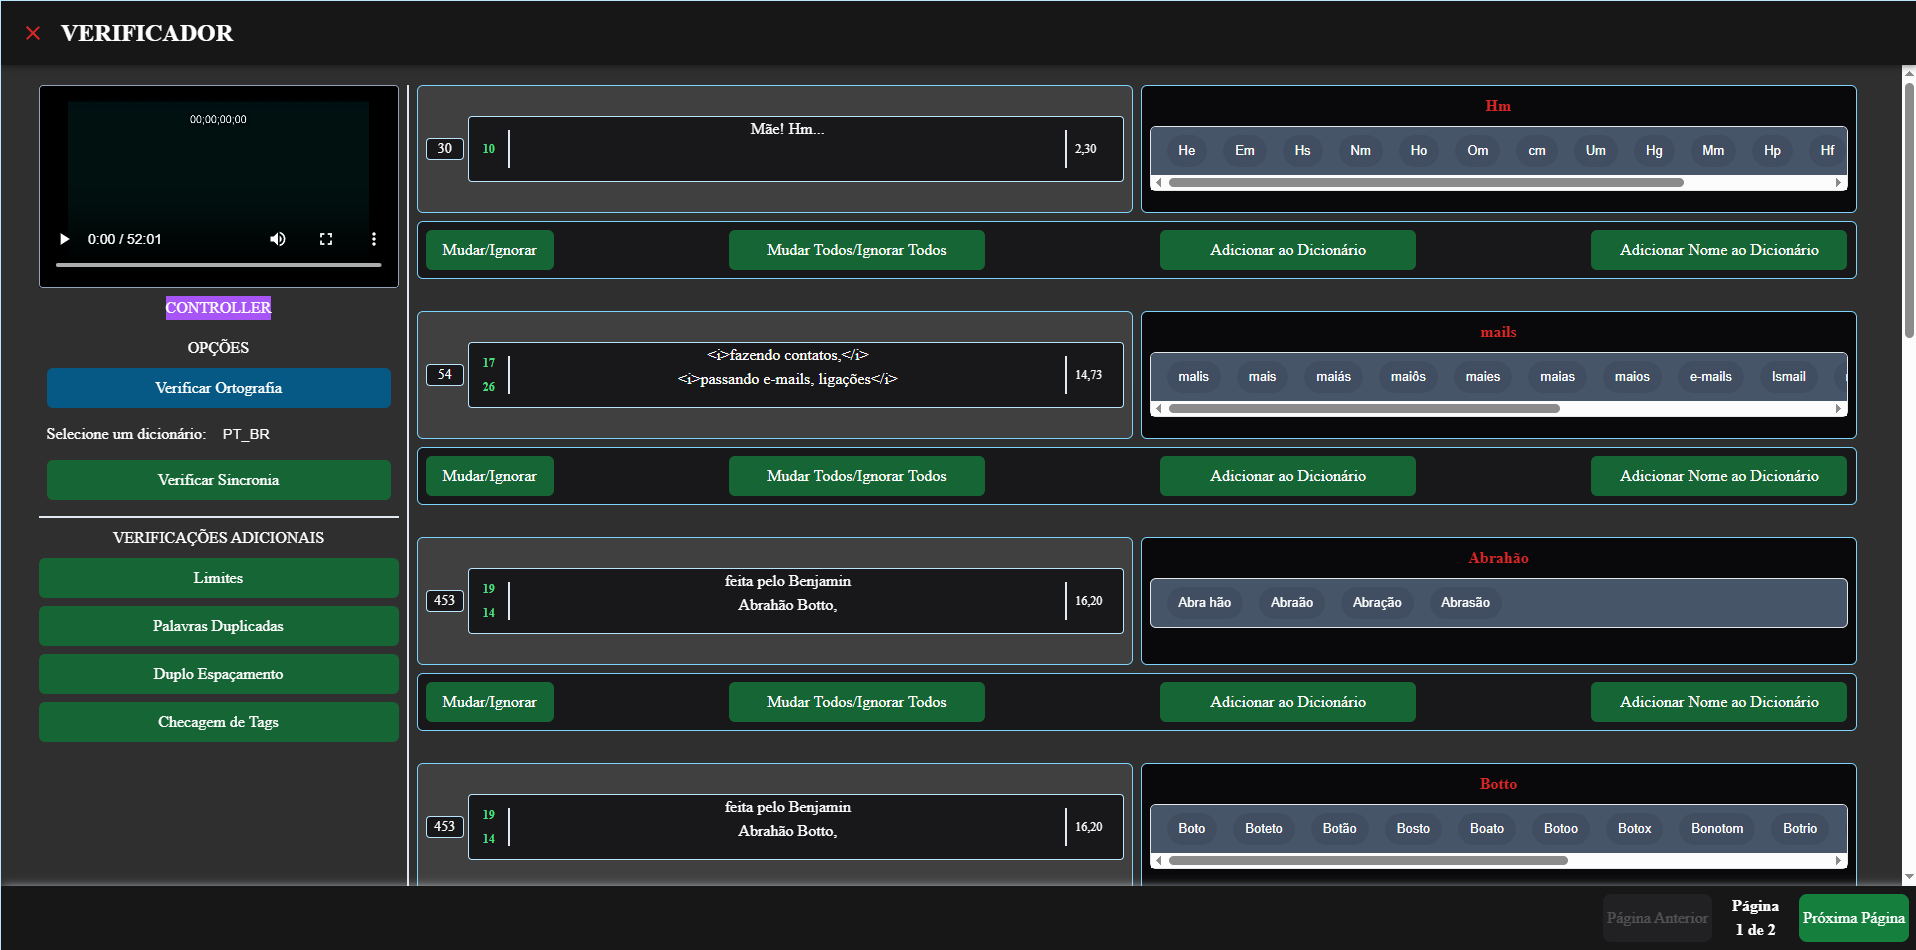 VERIFICADOR
00;00;00;00
0:00 / 52:01
CONTROLLER
OPÇÕES
Verificar Ortografia
Selecione um dicionário: PT_BR
Verificar Sincronia
VERIFICAÇÕES ADICIONAIS
Limites
Palavras Duplicadas
Duplo Espaçamento
Checagem de Tags
30
10
Mãe! Hm...
2,30
Hm
He Em Hs Nm Ho Om cm Um Hg Mm Hp Hf
Mudar/Ignorar
Mudar Todos/Ignorar Todos
Adicionar ao Dicionário
Adicionar Nome ao Dicionário
54
17
26
<i>fazendo contatos,</i>
<i>passando e-mails, ligações</i>
14,73
mails
malis mais maiás maiôs maies maias maios e-mails Ismail
Mudar/Ignorar
Mudar Todos/Ignorar Todos
Adicionar ao Dicionário
Adicionar Nome ao Dicionário
453
19
14
feita pelo Benjamin
Abrahão Botto,
16,20
Abrahão
Abra hão Abraão Abração Abrasão
Mudar/Ignorar
Mudar Todos/Ignorar Todos
Adicionar ao Dicionário
Adicionar Nome ao Dicionário
453
19
14
feita pelo Benjamin
Abrahão Botto,
16,20
Botto
Boto Boteto Botão Bosto Boato Botoo Botox Bonotom Botrio
Página Anterior
Página
1 de 2
Próxima Página